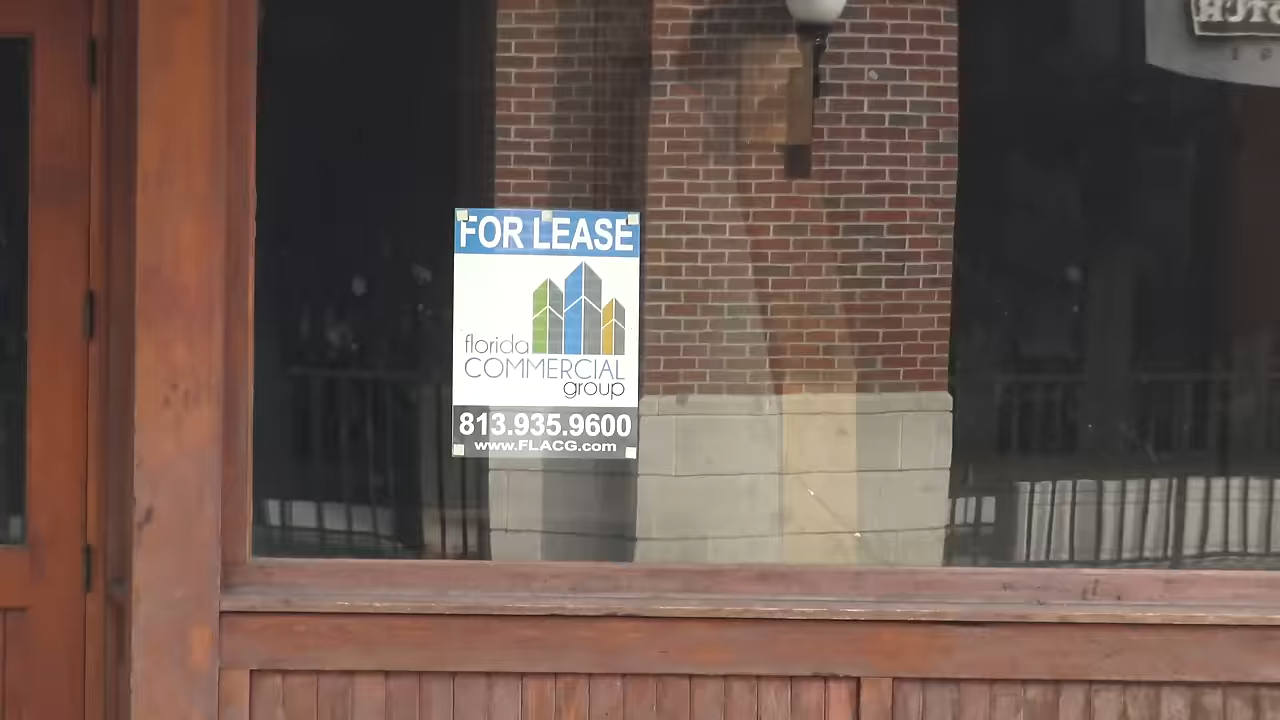 FOR LEASE
florida
COMMERCIAL
group
813.935.9600
www.FLACG.com